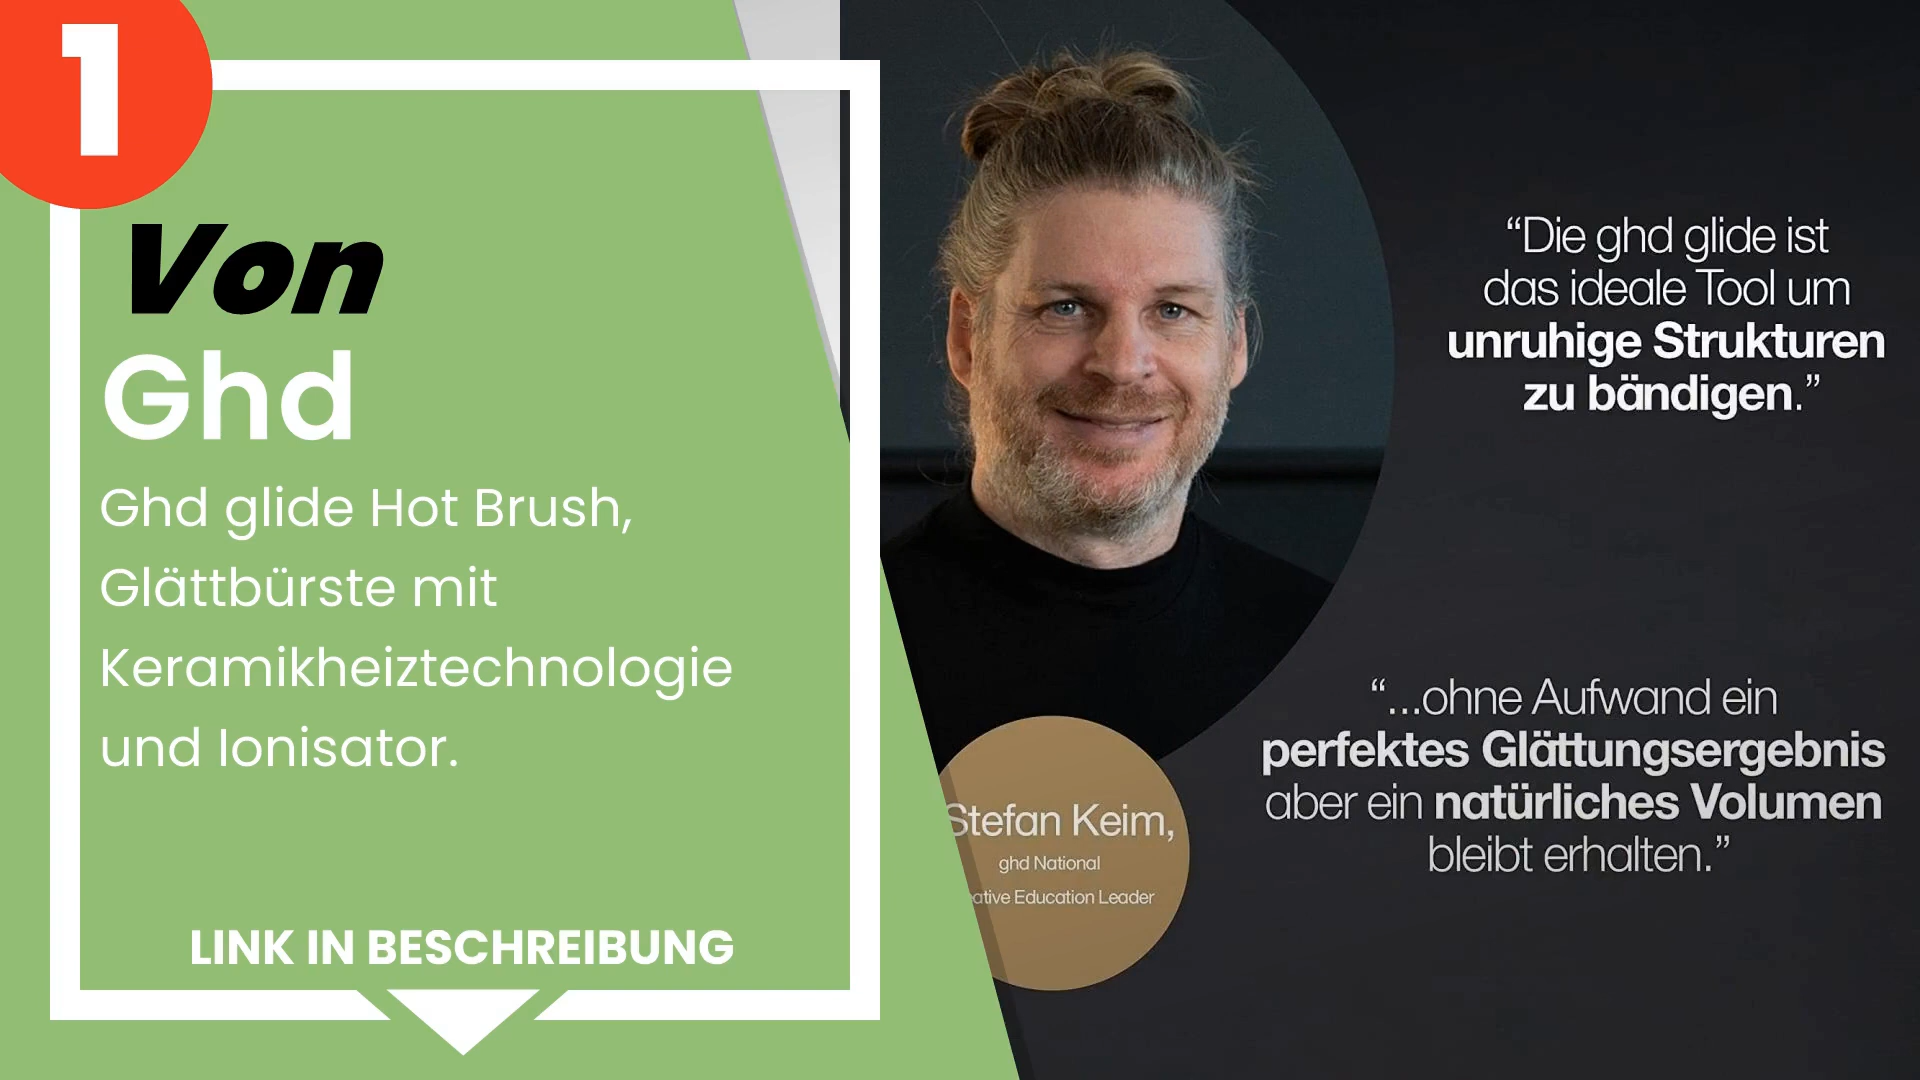 1
Von
Ghd
Ghd glide Hot Brush,
Glättbürste mit
Keramikheiztechnologie
und Ionisator.
LINK IN BESCHREIBUNG
“Die ghd glide ist
das ideale Tool um
unruhige Strukturen
zu bändigen.”
“...ohne Aufwand ein
perfektes Glättungsergebnis
aber ein natürliches Volumen
bleibt erhalten.”
Stefan Keim,
ghd National
Education Leader